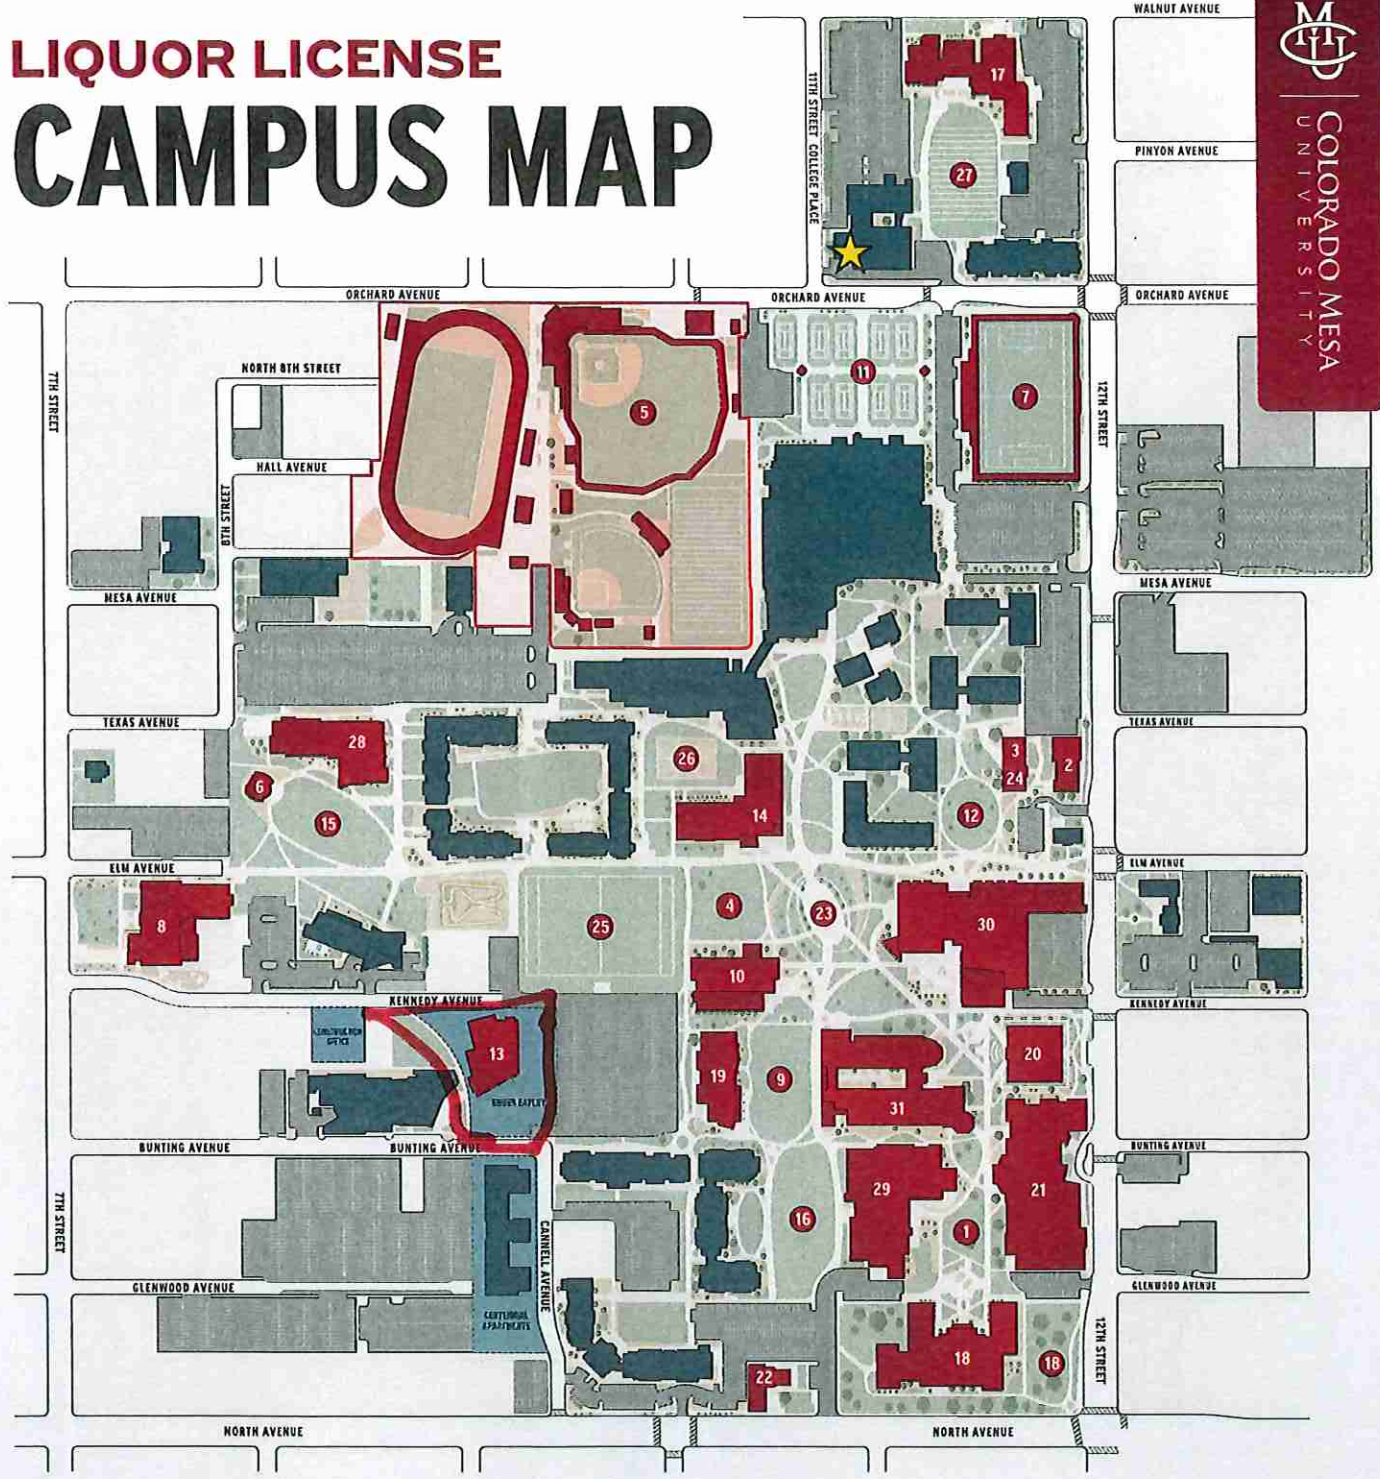 LIQUOR LICENSE
CAMPUS MAP
CMU
COLORADO MESA
UNIVERSITY
WALNUT AVENUE
11TH STREET COLLEGE PLACE
17
PINYON AVENUE
27
ORCHARD AVENUE
ORCHARD AVENUE
ORCHARD AVENUE
7TH STREET
NORTH 8TH STREET
11
7
12TH STREET
5
HALL AVENUE
8TH STREET
MESA AVENUE
MESA AVENUE
TEXAS AVENUE
TEXAS AVENUE
28
26
3
24
2
6
15
14
12
ELM AVENUE
ELM AVENUE
8
4
23
25
30
10
KENNEDY AVENUE
KENNEDY AVENUE
13
20
19
9
31
BUNTING AVENUE
BUNTING AVENUE
BUNTING AVENUE
7TH STREET
29
21
16
1
CANNELL AVENUE
GLENWOOD AVENUE
GLENWOOD AVENUE
CENTENNIAL
APARTMENTS
12TH STREET
18
18
22
NORTH AVENUE
NORTH AVENUE